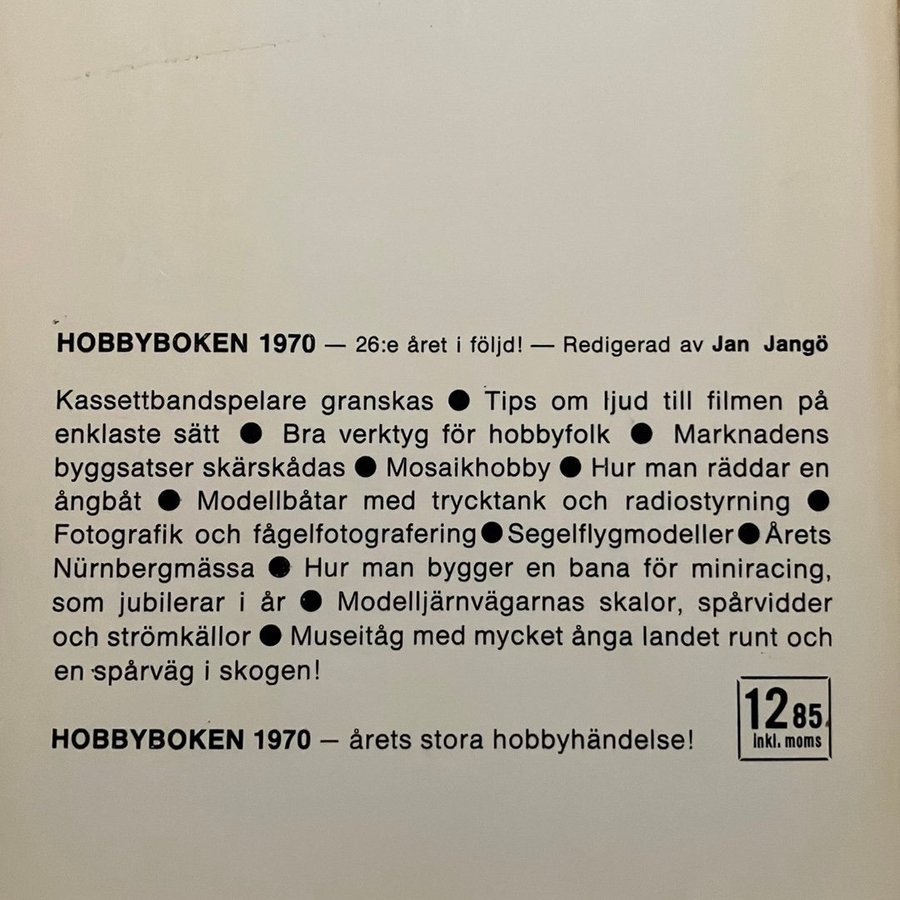 HOBBYBOKEN 1970 — 26:e året i följd! — Redigerad av Jan Jangö
Kassettbandspelare granskas ● Tips om ljud till filmen på
enklaste sätt ● Bra verktyg för hobbyfolk ● Marknadens
byggsatser skärskådas ● Mosaikhobby ● Hur man räddar en
ångbåt ● Modellbåtar med trycktank och radiostyrning ●
Fotografik och fågelfotografering ● Segelflygmodeller ● Årets
Nürnbergmässa ● Hur man bygger en bana för miniracing,
som jubilerar i år ● Modelljärnvägarnas skalor, spårvidder
och strömkällor ● Museitåg med mycket ånga landet runt och
en spårväg i skogen!
HOBBYBOKEN 1970 — årets stora hobbyhändelse!
12 85
Inkl. moms